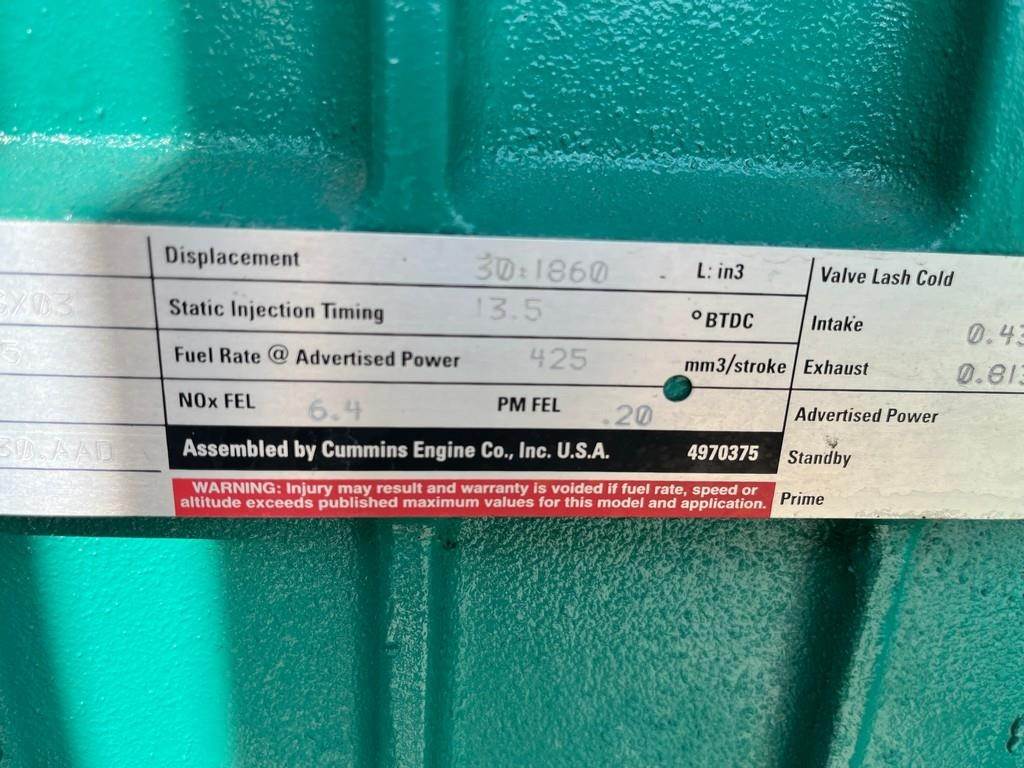 Displacement 30:1860 L: in3
Static Injection Timing 13.5 °BTDC
Fuel Rate @ Advertised Power 425 mm3/stroke
NOx FEL 6.4 PM FEL .20
Assembled by Cummins Engine Co., Inc. U.S.A. 4970375
WARNING: Injury may result and warranty is voided if fuel rate, speed or
altitude exceeds published maximum values for this model and application.
Valve Lash Cold
Intake
Exhaust
Advertised Power
Standby
Prime